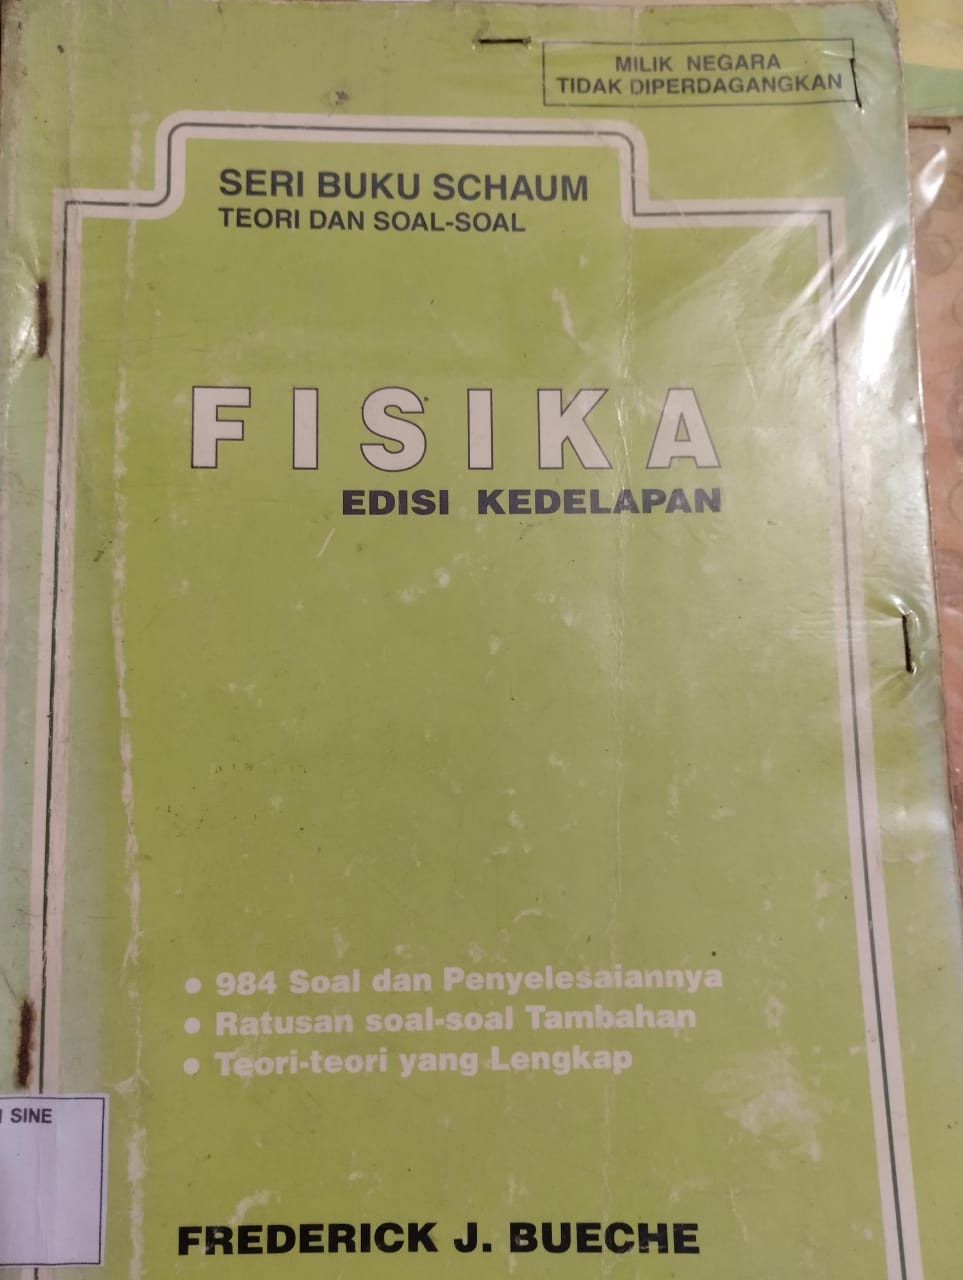 MILIK NEGARA
TIDAK DIPERDAGANGKAN
SERI BUKU SCHAUM
TEORI DAN SOAL-SOAL
FISIKA
EDISI KEDELAPAN
• 984 Soal dan Penyelesaiannya
• Ratusan soal-soal Tambahan
• Teori-teori yang Lengkap
SINE
FREDERICK J. BUECHE